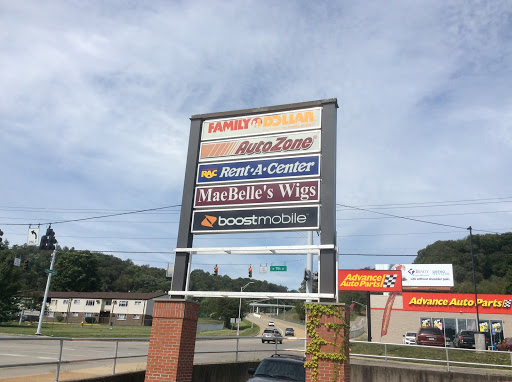 FAMILY DOLLAR
AutoZone
RAC Rent-A-Center
MaeBelle's Wigs
boostmobile
Advance
Auto Parts
Advance Auto Parts